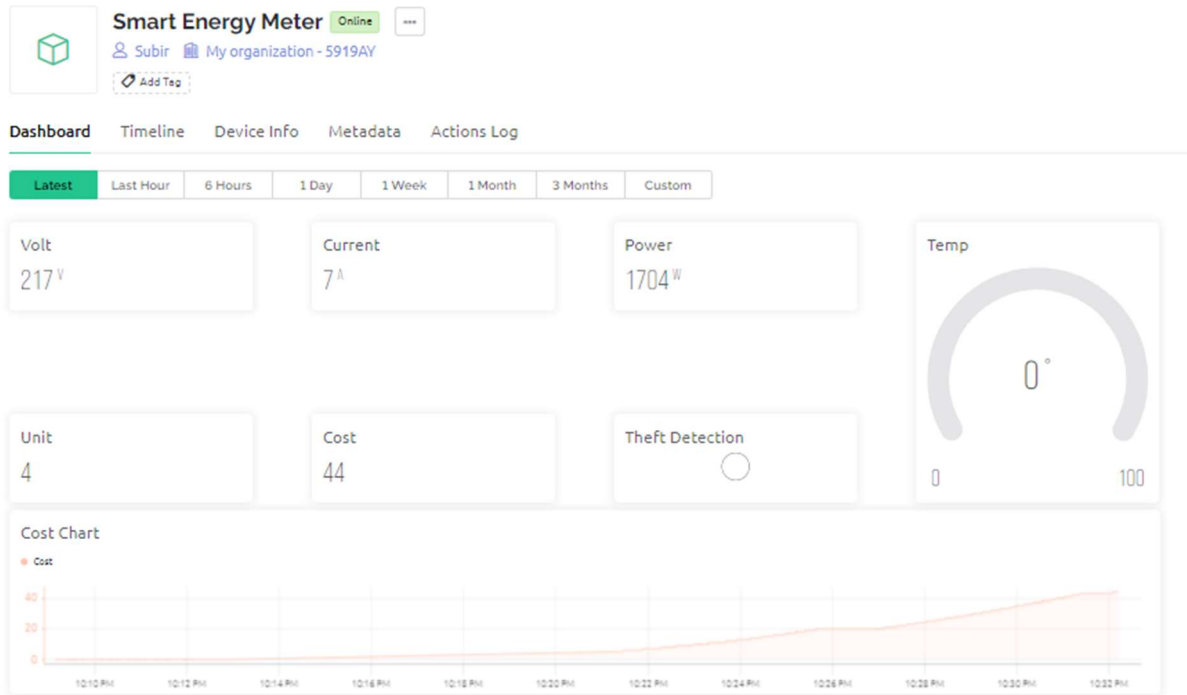 Smart Energy Meter Online ...
Subir My organization - 5919AY
Add Tag
Dashboard Timeline Device Info Metadata Actions Log
Latest Last Hour 6 Hours 1 Day 1 Week 1 Month 3 Months Custom
Volt Current Power Temp
217 V 7 A 1704 W
0°
Unit Cost Theft Detection
4 44
0 100
Cost Chart
Cost
40
20
0
10:10 PM 10:12 PM 10:14 PM 10:16 PM 10:18 PM 10:20 PM 10:22 PM 10:24 PM 10:26 PM 10:28 PM 10:30 PM 10:32 PM